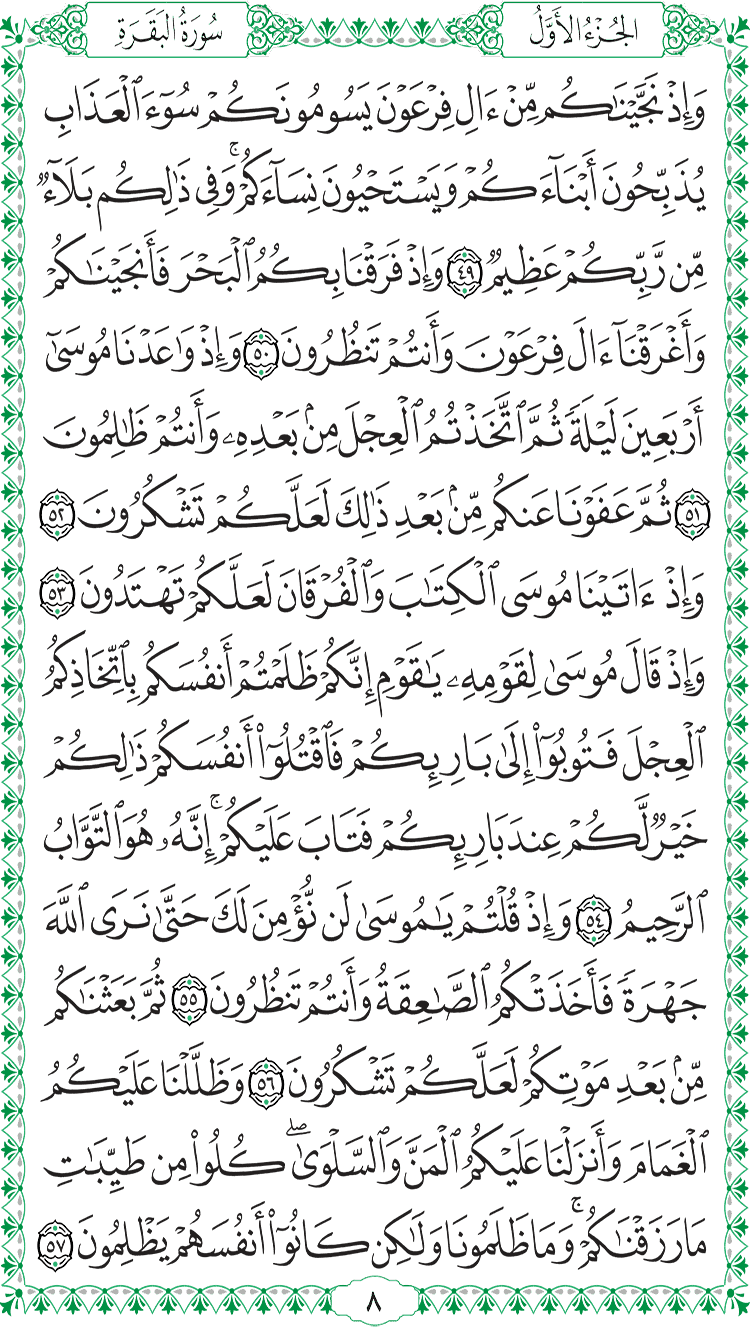 الجُزْءُ الأَوَّلُ
سُورَةُ البَقَرَةِ
وَإِذۡ نَجَّيۡنَٰكُم مِّنۡ ءَالِ فِرۡعَوۡنَ يَسُومُونَكُمۡ سُوٓءَ ٱلۡعَذَابِ
يُذَبِّحُونَ أَبۡنَآءَكُمۡ وَيَسۡتَحۡيُونَ نِسَآءَكُمۡۚ وَفِي ذَٰلِكُم بَلَآءٞ
مِّن رَّبِّكُمۡ عَظِيمٞ ٤٩ وَإِذۡ فَرَقۡنَا بِكُمُ ٱلۡبَحۡرَ فَأَنجَيۡنَٰكُمۡ
وَأَغۡرَقۡنَآ ءَالَ فِرۡعَوۡنَ وَأَنتُمۡ تَنظُرُونَ ٥٠ وَإِذۡ وَٰعَدۡنَا مُوسَىٰٓ
أَرۡبَعِينَ لَيۡلَةٗ ثُمَّ ٱتَّخَذۡتُمُ ٱلۡعِجۡلَ مِنۢ بَعۡدِهِۦ وَأَنتُمۡ ظَٰلِمُونَ
٥١ ثُمَّ عَفَوۡنَا عَنكُم مِّنۢ بَعۡدِ ذَٰلِكَ لَعَلَّكُمۡ تَشۡكُرُونَ ٥٢
وَإِذۡ ءَاتَيۡنَا مُوسَى ٱلۡكِتَٰبَ وَٱلۡفُرۡقَانَ لَعَلَّكُمۡ تَهۡتَدُونَ ٥٣
وَإِذۡ قَالَ مُوسَىٰ لِقَوۡمِهِۦ يَٰقَوۡمِ إِنَّكُمۡ ظَلَمۡتُمۡ أَنفُسَكُم بِٱتِّخَاذِكُمُ
ٱلۡعِجۡلَ فَتُوبُوٓاْ إِلَىٰ بَارِئِكُمۡ فَٱقۡتُلُوٓاْ أَنفُسَكُمۡ ذَٰلِكُمۡ
خَيۡرٞ لَّكُمۡ عِندَ بَارِئِكُمۡ فَتَابَ عَلَيۡكُمۡۚ إِنَّهُۥ هُوَ ٱلتَّوَّابُ
ٱلرَّحِيمُ ٥٤ وَإِذۡ قُلۡتُمۡ يَٰمُوسَىٰ لَن نُّؤۡمِنَ لَكَ حَتَّىٰ نَرَى ٱللَّهَ
جَهۡرَةٗ فَأَخَذَتۡكُمُ ٱلصَّٰعِقَةُ وَأَنتُمۡ تَنظُرُونَ ٥٥ ثُمَّ بَعَثۡنَٰكُم
مِّنۢ بَعۡدِ مَوۡتِكُمۡ لَعَلَّكُمۡ تَشۡكُرُونَ ٥٦ وَظَلَّلۡنَا عَلَيۡكُمُ
ٱلۡغَمَامَ وَأَنزَلۡنَا عَلَيۡكُمُ ٱلۡمَنَّ وَٱلسَّلۡوَىٰۖ كُلُواْ مِن طَيِّبَٰتِ
مَا رَزَقۡنَٰكُمۡۚ وَمَا ظَلَمُونَا وَلَٰكِن كَانُوٓاْ أَنفُسَهُمۡ يَظۡلِمُونَ ٥٧
٨